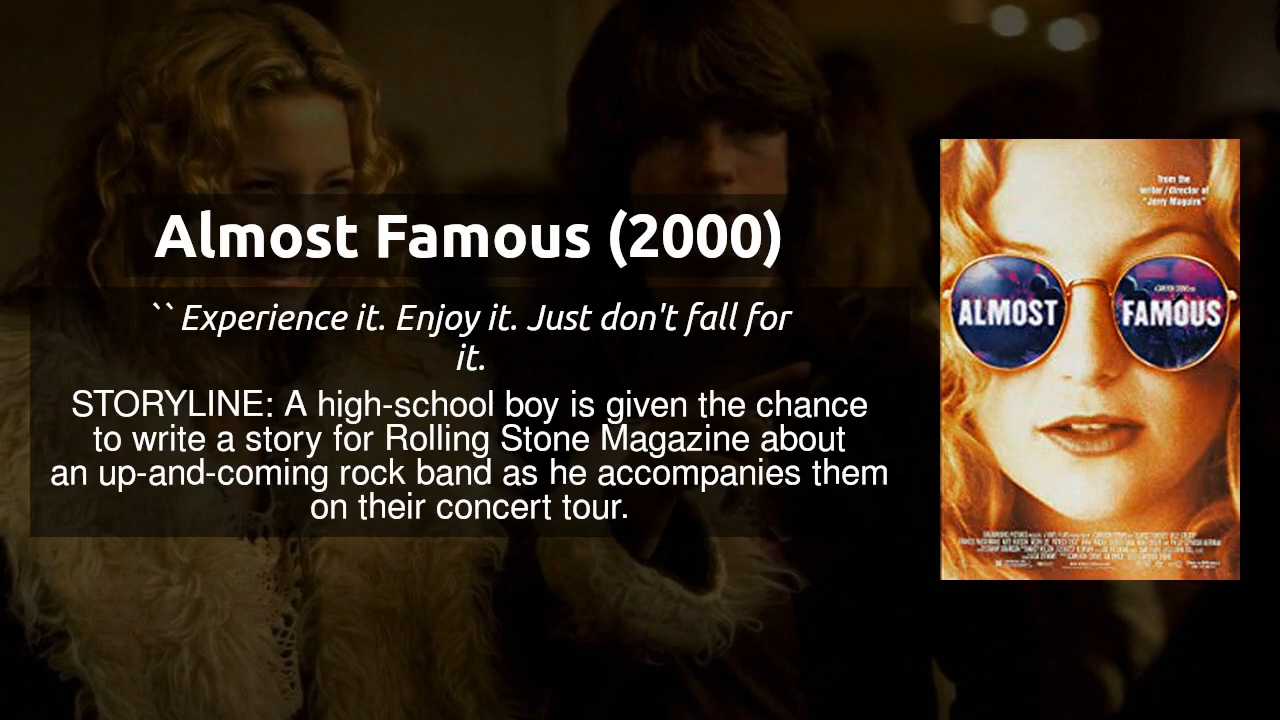 Almost Famous (2000)
`` Experience it. Enjoy it. Just don't fall for
it.
STORYLINE: A high-school boy is given the chance
to write a story for Rolling Stone Magazine about
an up-and-coming rock band as he accompanies them
on their concert tour.
from the
writer/director of
"Jerry Maguire"
ALMOST FAMOUS